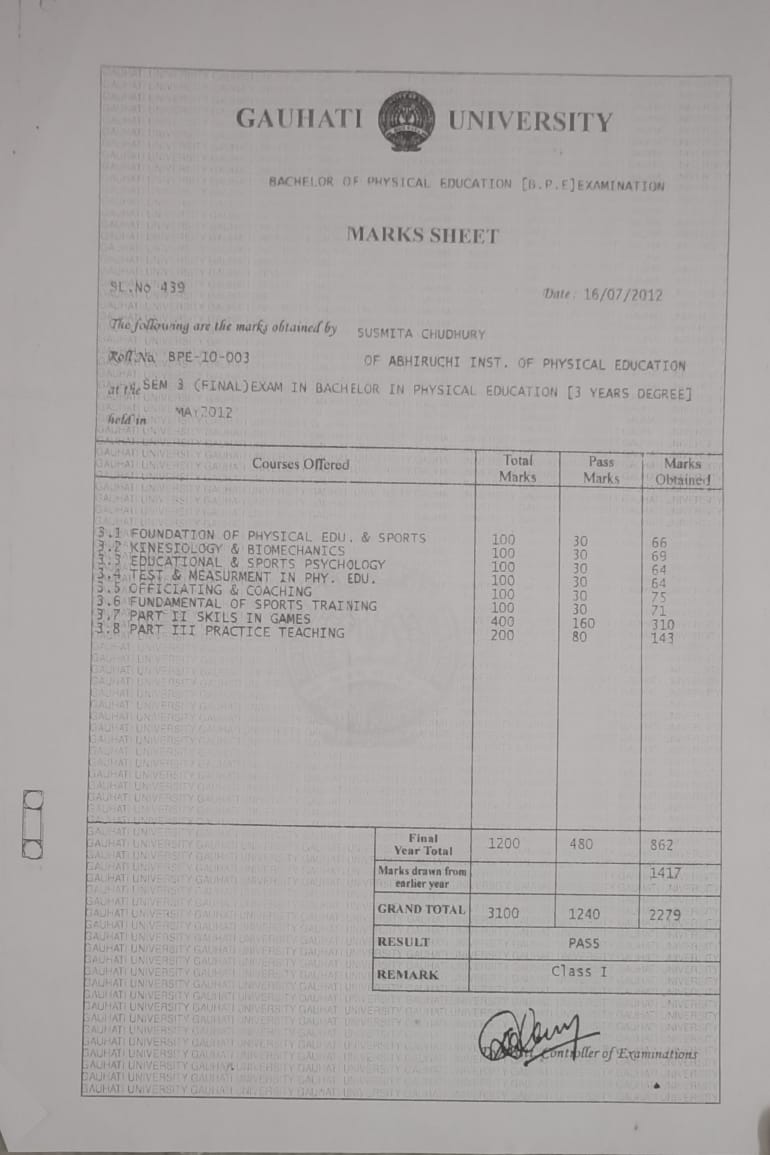 GAUHATI UNIVERSITY
BACHELOR OF PHYSICAL EDUCATION [B.P.E]EXAMINATION
MARKS SHEET
SL.No 439
Date: 16/07/2012
The following are the marks obtained by SUSMITA CHUDHURY
Roll No. BPE-10-003 OF ABHIRUCHI INST. OF PHYSICAL EDUCATION
at the SEM 3 (FINAL)EXAM IN BACHELOR IN PHYSICAL EDUCATION [3 YEARS DEGREE]
held in MAY2012
Courses Offered Total Marks Pass Marks Marks Obtained
3.1 FOUNDATION OF PHYSICAL EDU. & SPORTS 100 30 66
3.2 KINESIOLOGY & BIOMECHANICS 100 30 69
3.3 EDUCATIONAL & SPORTS PSYCHOLOGY 100 30 64
3.4 TEST & MEASURMENT IN PHY. EDU. 100 30 64
3.5 OFFICIATING & COACHING 100 30 75
3.6 FUNDAMENTAL OF SPORTS TRAINING 100 30 71
3.7 PART II SKILS IN GAMES 400 160 310
3.8 PART III PRACTICE TEACHING 200 80 143
Final Year Total 1200 480 862
Marks drawn from earlier year 1417
GRAND TOTAL 3100 1240 2279
RESULT PASS
REMARK Class I
Controller of Examinations